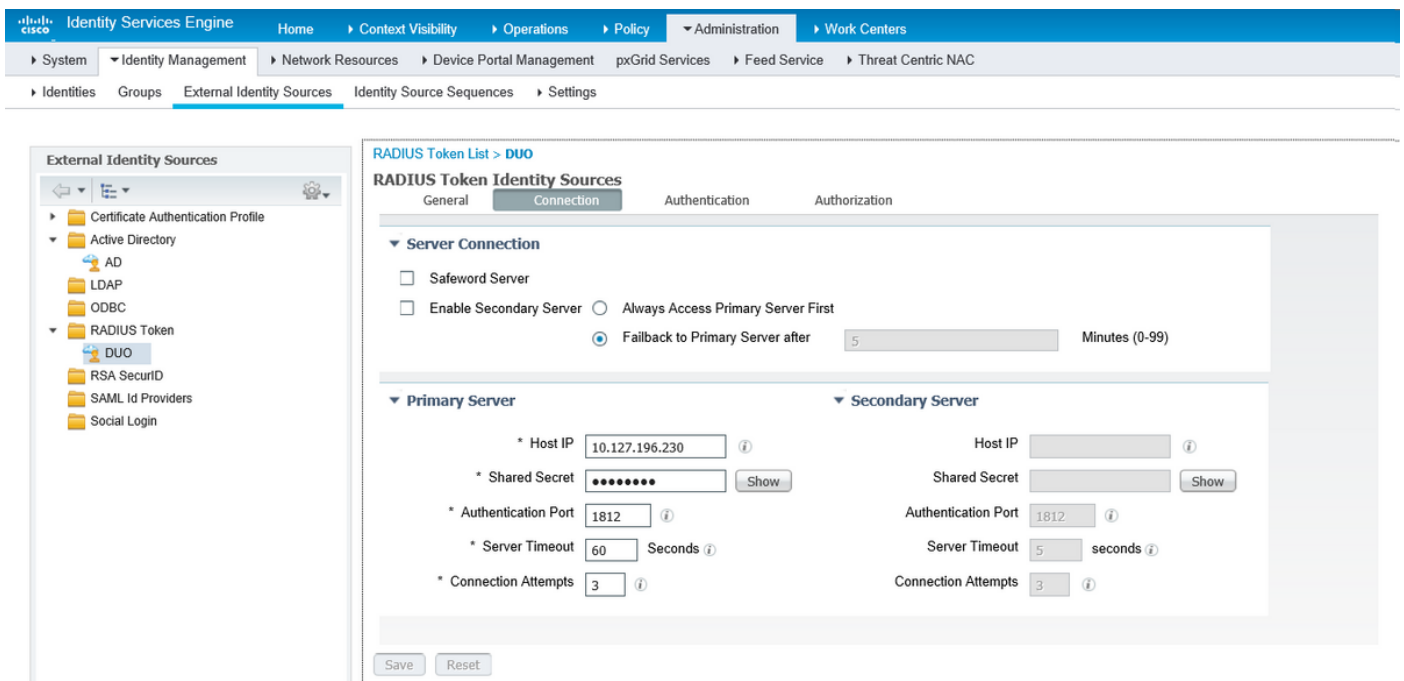 cisco Identity Services Engine Home Context Visibility Operations Policy Administration Work Centers
System Identity Management Network Resources Device Portal Management pxGrid Services Feed Service Threat Centric NAC
Identities Groups External Identity Sources Identity Source Sequences Settings
External Identity Sources
Certificate Authentication Profile
Active Directory
AD
LDAP
ODBC
RADIUS Token
DUO
RSA SecurID
SAML Id Providers
Social Login
RADIUS Token List > DUO
RADIUS Token Identity Sources
General Connection Authentication Authorization
Server Connection
Safeword Server
Enable Secondary Server Always Access Primary Server First
Failback to Primary Server after 5 Minutes (0-99)
Primary Server Secondary Server
* Host IP 10.127.196.230 Host IP
* Shared Secret •••••••• Show Shared Secret Show
* Authentication Port 1812 Authentication Port 1812
* Server Timeout 60 Seconds Server Timeout 5 seconds
* Connection Attempts 3 Connection Attempts 3
Save Reset